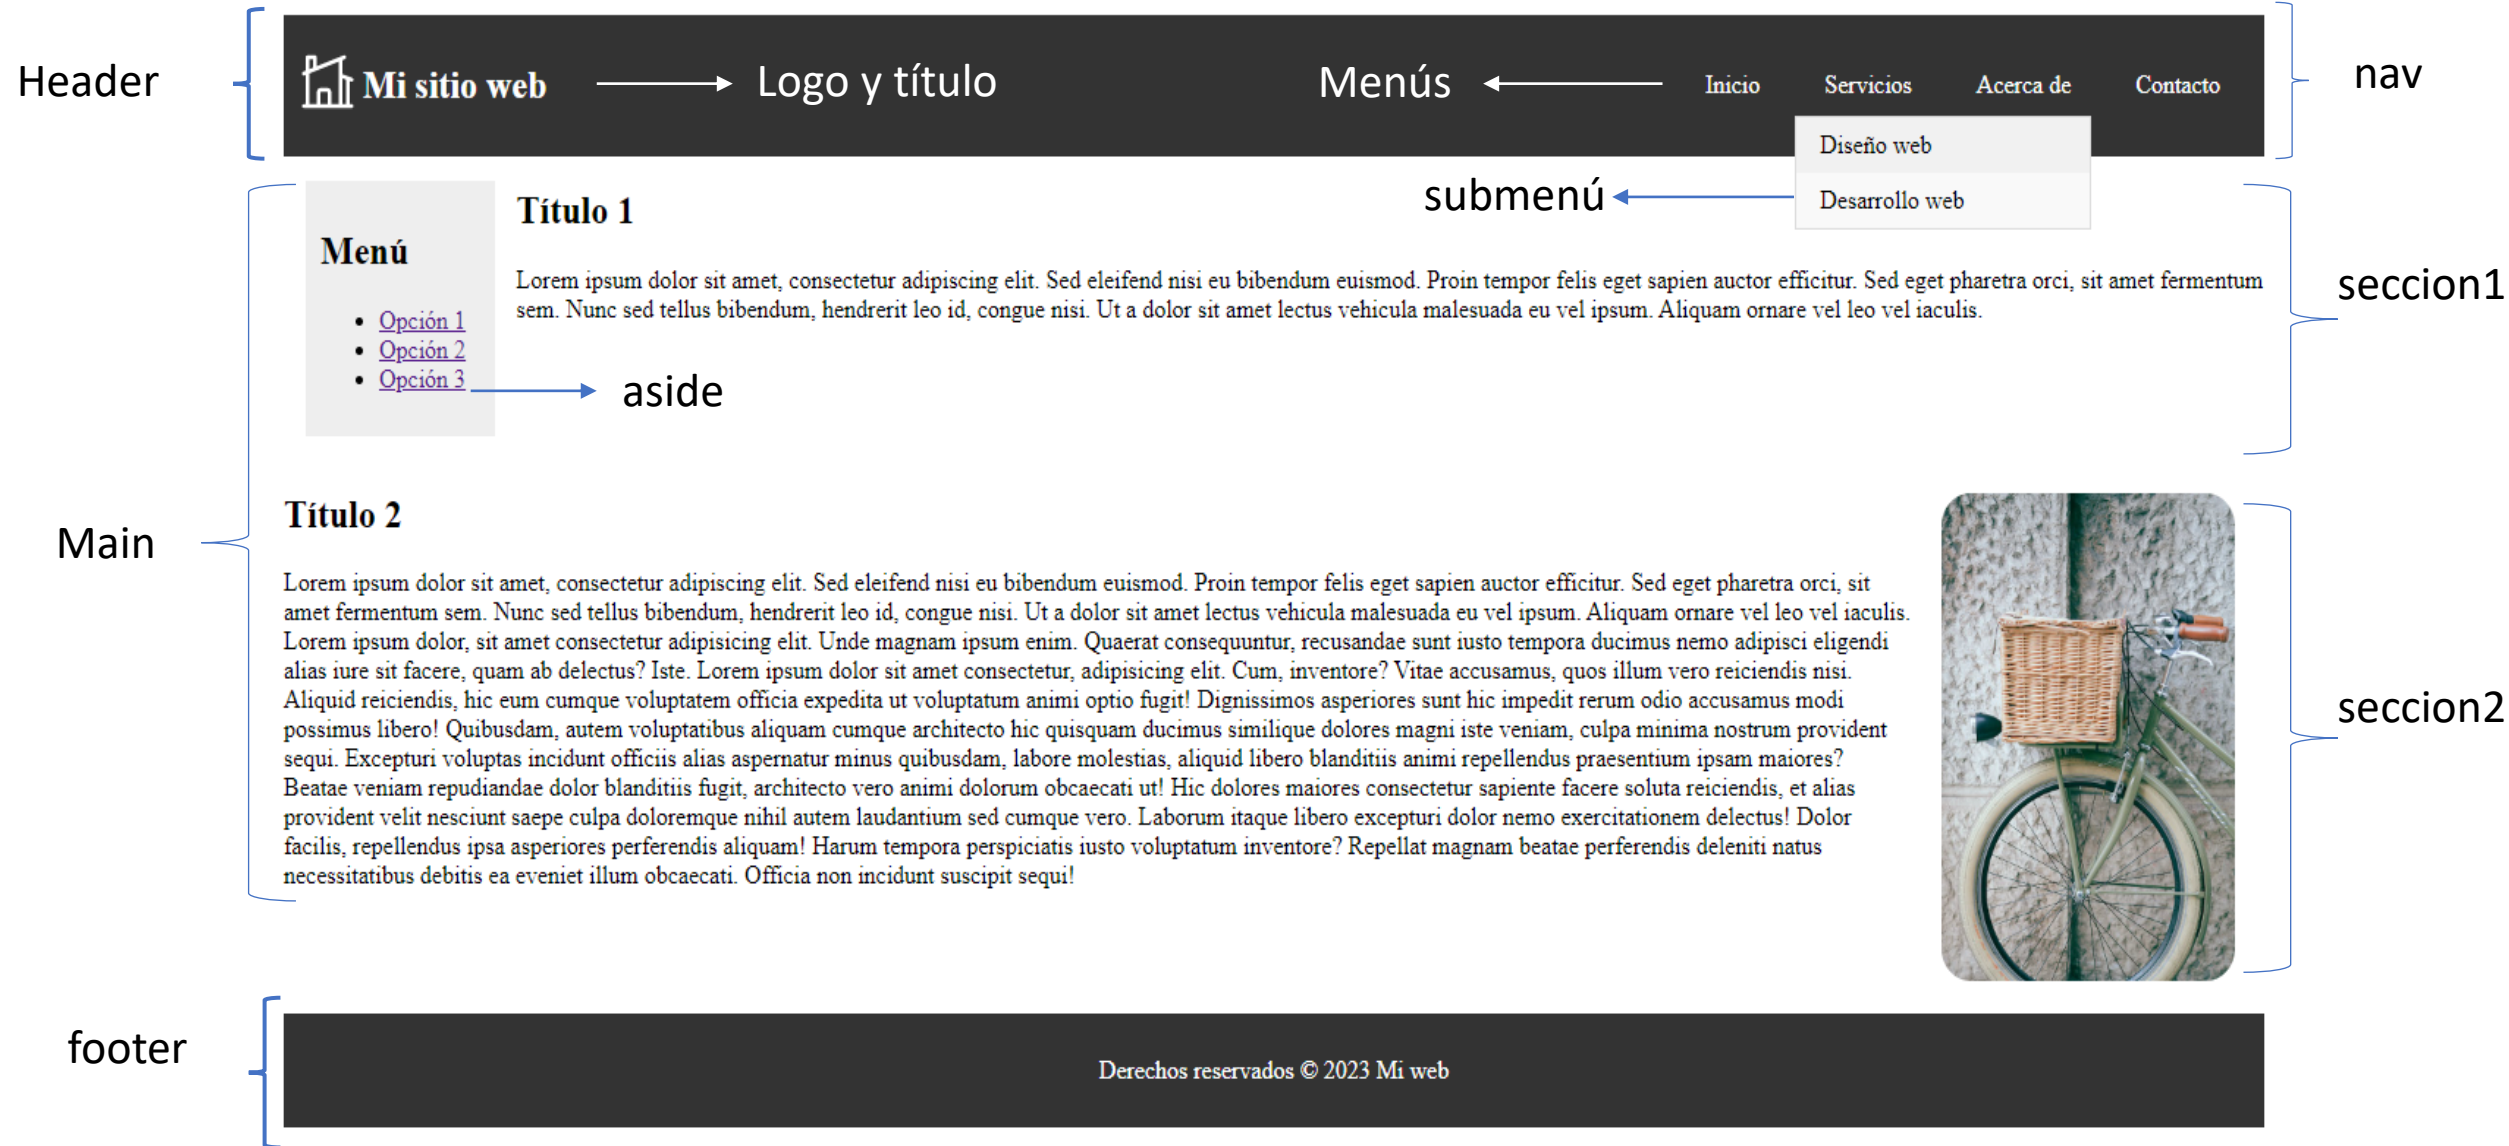 Header
Mi sitio web
Logo y título
Menús
Inicio
Servicios
Acerca de
Contacto
nav
Diseño web
Desarrollo web
submenú
Menú
Opción 1
Opción 2
Opción 3
aside
Título 1
Lorem ipsum dolor sit amet, consectetur adipiscing elit. Sed eleifend nisi eu bibendum euismod. Proin tempor felis eget sapien auctor efficitur. Sed eget pharetra orci, sit amet fermentum
sem. Nunc sed tellus bibendum, hendrerit leo id, congue nisi. Ut a dolor sit amet lectus vehicula malesuada eu vel ipsum. Aliquam ornare vel leo vel iaculis.
seccion1
Main
Título 2
Lorem ipsum dolor sit amet, consectetur adipiscing elit. Sed eleifend nisi eu bibendum euismod. Proin tempor felis eget sapien auctor efficitur. Sed eget pharetra orci, sit
amet fermentum sem. Nunc sed tellus bibendum, hendrerit leo id, congue nisi. Ut a dolor sit amet lectus vehicula malesuada eu vel ipsum. Aliquam ornare vel leo vel iaculis.
Lorem ipsum dolor, sit amet consectetur adipisicing elit. Unde magnam ipsum enim. Quaerat consequuntur, recusandae sunt iusto tempora ducimus nemo adipisci eligendi
alias iure sit facere, quam ab delectus? Iste. Lorem ipsum dolor sit amet consectetur, adipisicing elit. Cum, inventore? Vitae accusamus, quos illum vero reiciendis nisi.
Aliquid reiciendis, hic eum cumque voluptatem officia expedita ut voluptatum animi optio fugit! Dignissimos asperiores sunt hic impedit rerum odio accusamus modi
possimus libero! Quibusdam, autem voluptatibus aliquam cumque architecto hic quisquam ducimus similique dolores magni iste veniam, culpa minima nostrum provident
sequi. Excepturi voluptas incidunt officiis alias aspernatur minus quibusdam, labore molestias, aliquid libero blanditiis animi repellendus praesentium ipsam maiores?
Beatae veniam repudiandae dolor blanditiis fugit, architecto vero animi dolorum obcaecati ut! Hic dolores maiores consectetur sapiente facere soluta reiciendis, et alias
provident velit nesciunt saepe culpa doloremque nihil autem laudantium sed cumque vero. Laborum itaque libero excepturi dolor nemo exercitationem delectus! Dolor
facilis, repellendus ipsa asperiores perferendis aliquam! Harum tempora perspiciatis iusto voluptatum inventore? Repellat magnam beatae perferendis deleniti natus
necessitatibus debitis ea eveniet illum obcaecati. Officia non incidunt suscipit sequi!
seccion2
footer
Derechos reservados © 2023 Mi web